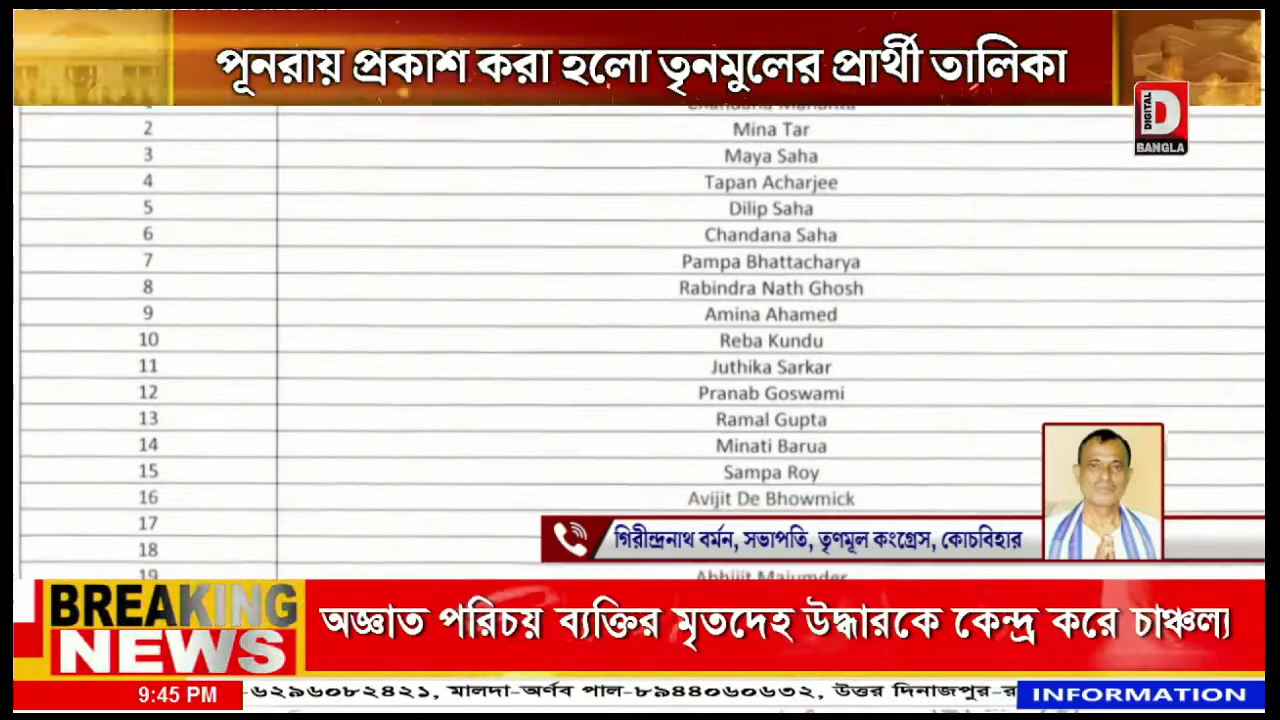 পূনরায় প্রকাশ করা হলো তৃনমুলের প্রার্থী তালিকা
DIGITAL
BANGLA
2 Mina Tar
3 Maya Saha
4 Tapan Acharjee
5 Dilip Saha
6 Chandana Saha
7 Pampa Bhattacharya
8 Rabindra Nath Ghosh
9 Amina Ahamed
10 Reba Kundu
11 Juthika Sarkar
12 Pranab Goswami
13 Ramal Gupta
14 Minati Barua
15 Sampa Roy
16 Avijit De Bhowmick
17
18
গিরীন্দ্রনাথ বর্মন, সভাপতি, তৃণমূল কংগ্রেস, কোচবিহার
19 Abhijit Majumder
BREAKING NEWS
অজ্ঞাত পরিচয় ব্যক্তির মৃতদেহ উদ্ধারকে কেন্দ্র করে চাঞ্চল্য
9:45 PM -৬২৯৬০৮২৪২১, মালদা-অর্ণব পাল-৮৯৪৪০৬০৬৩২, উত্তর দিনাজপুর-র INFORMATION